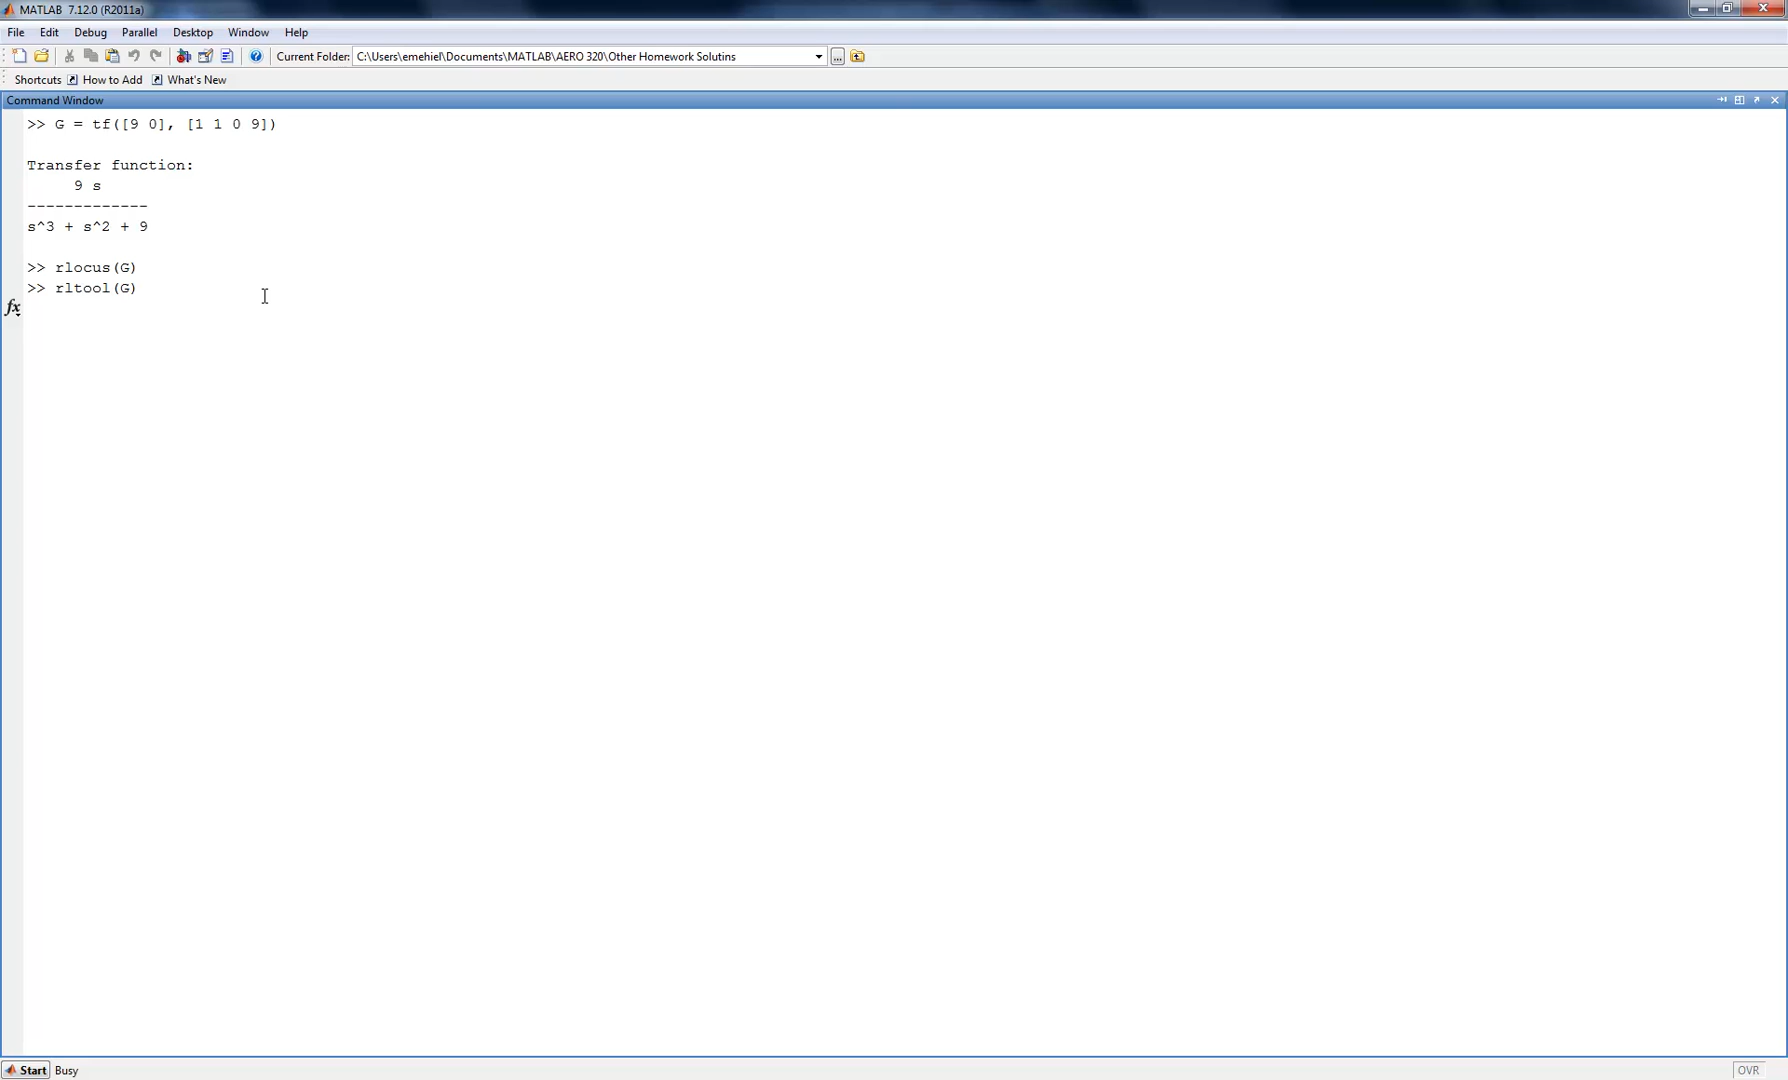 MATLAB 7.12.0 (R2011a)
File Edit Debug Parallel Desktop Window Help
Current Folder: C:\Users\emehiel\Documents\MATLAB\AERO 320\Other Homework Solutins ...
Shortcuts How to Add What's New
Command Window
>> G = tf([9 0], [1 1 0 9])
Transfer function:
9 s
-------------
s^3 + s^2 + 9
>> rlocus(G)
>> rltool(G)
fx
Start Busy OVR